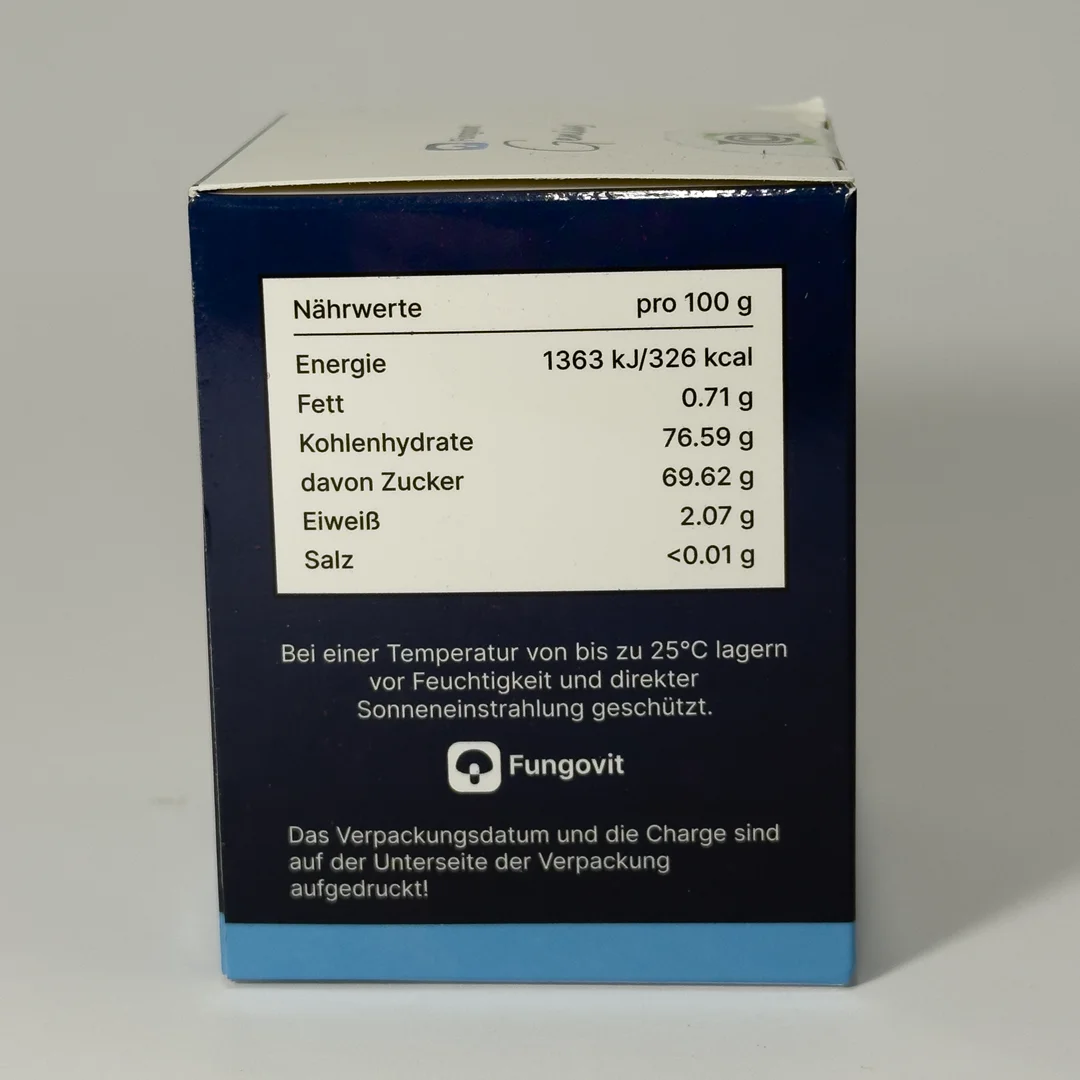 Genius
Nährwerte pro 100 g
Energie 1363 kJ/326 kcal
Fett 0.71 g
Kohlenhydrate 76.59 g
davon Zucker 69.62 g
Eiweiß 2.07 g
Salz <0.01 g
Bei einer Temperatur von bis zu 25°C lagern
vor Feuchtigkeit und direkter
Sonneneinstrahlung geschützt.
Fungovit
Das Verpackungsdatum und die Charge sind
auf der Unterseite der Verpackung
aufgedruckt!